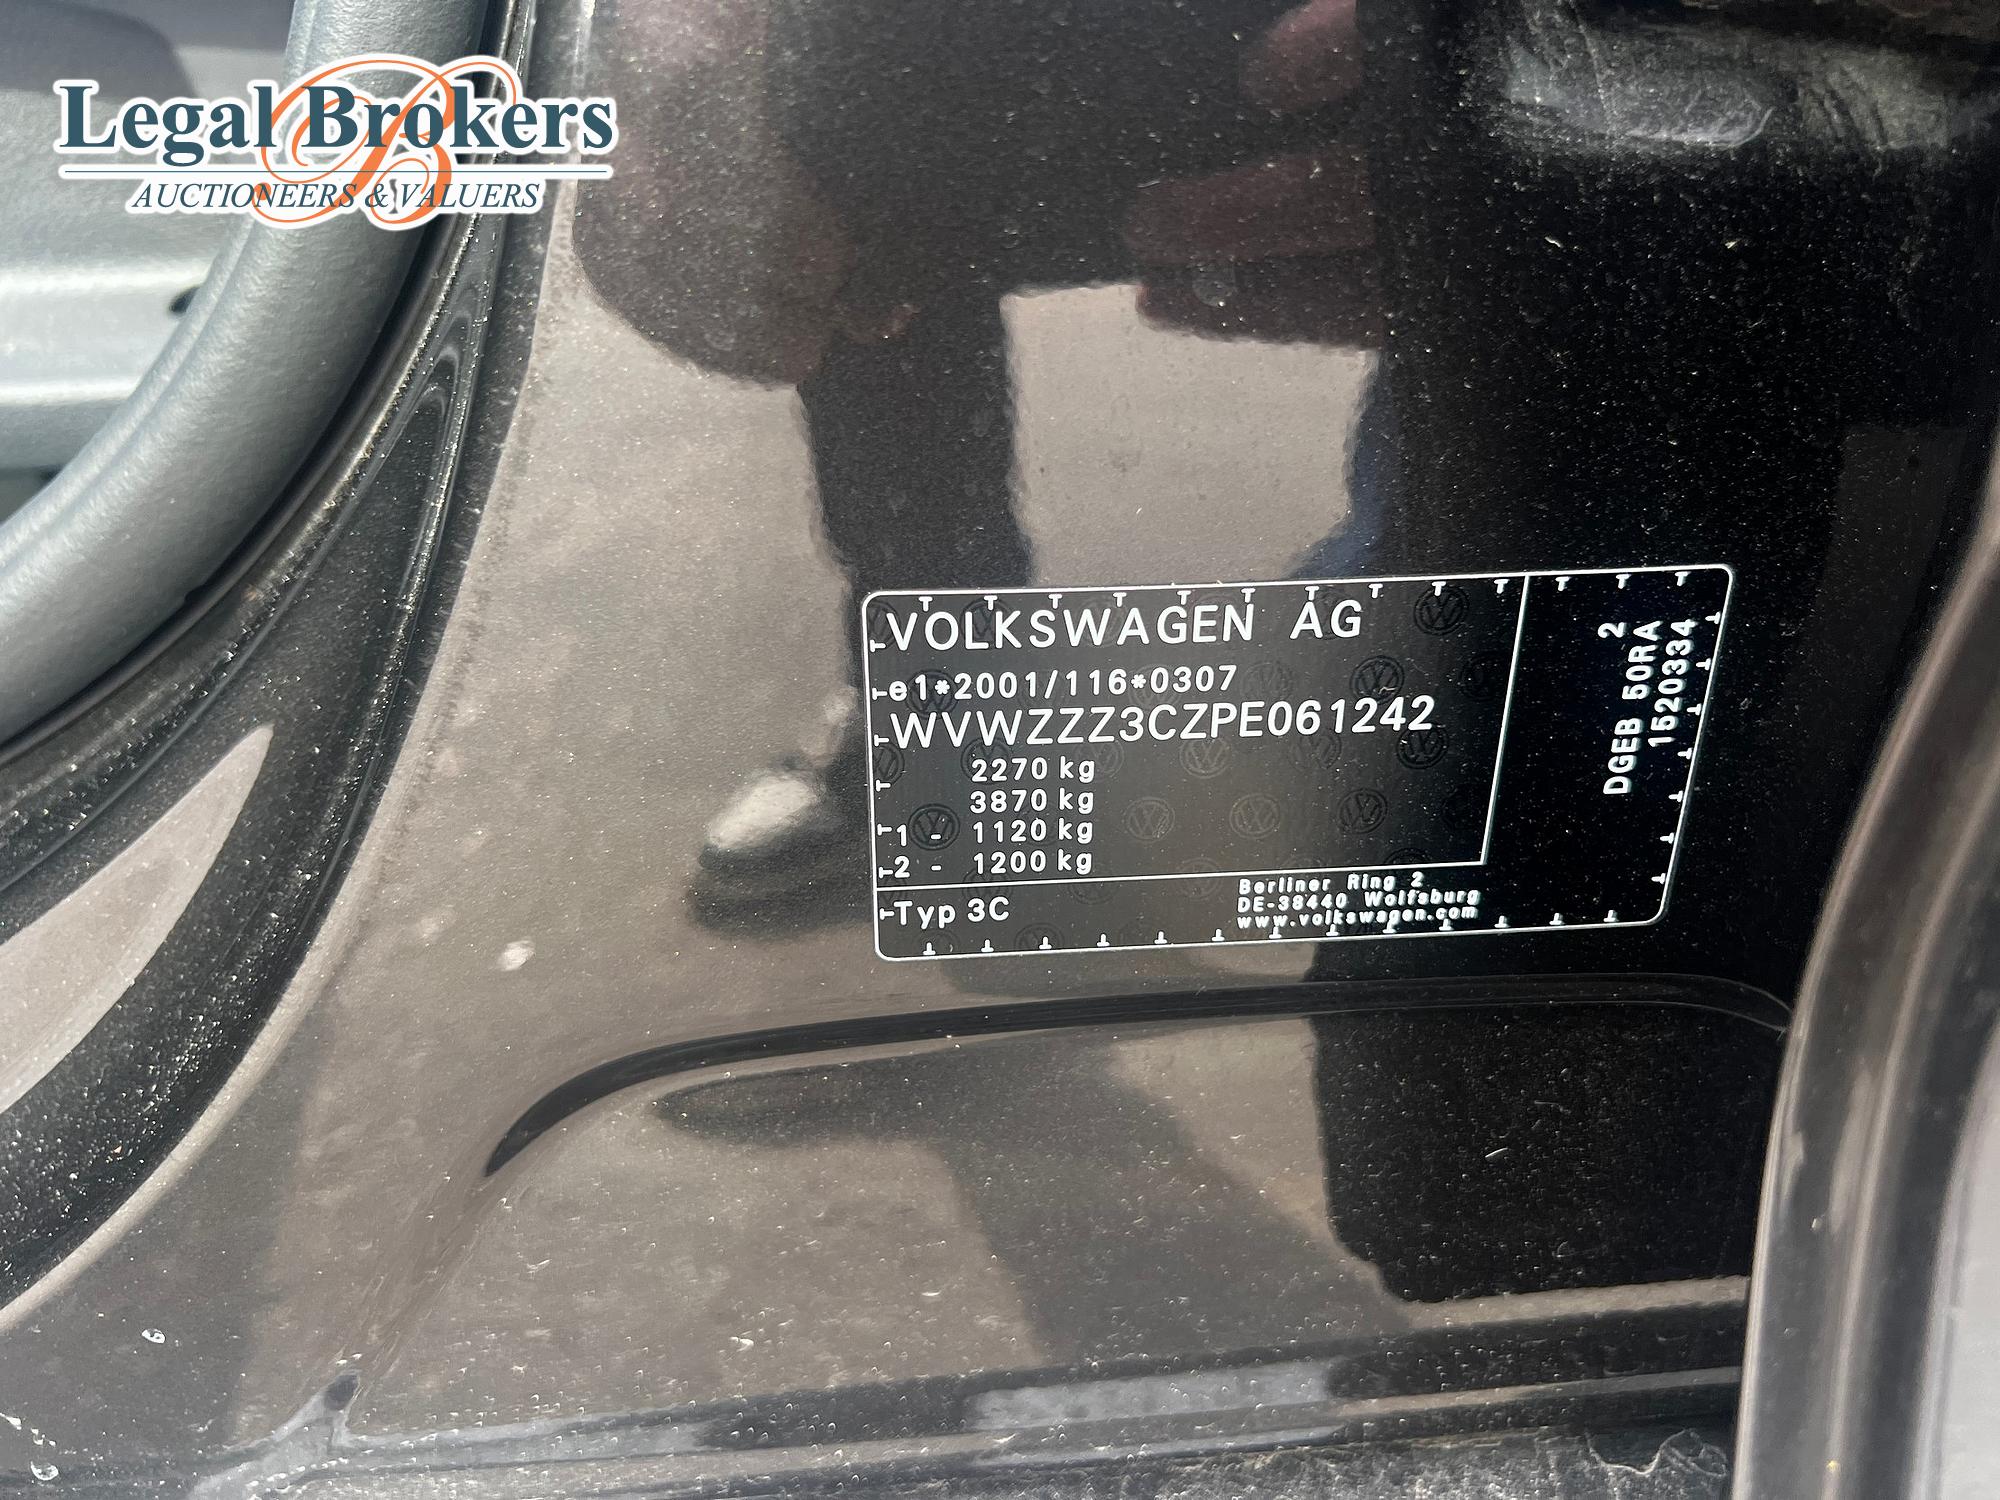 Legal Brokers
AUCTIONEERS & VALUERS
VOLKSWAGEN AG
e1*2001/116*0307
WVWZZZ3CZPE061242
2270 kg
3870 kg
1 - 1120 kg
2 - 1200 kg
Typ 3C
Berliner Ring 2
DE-38440 Wolfsburg
www.volkswagen.com
2
DGEB 50RA
1520334